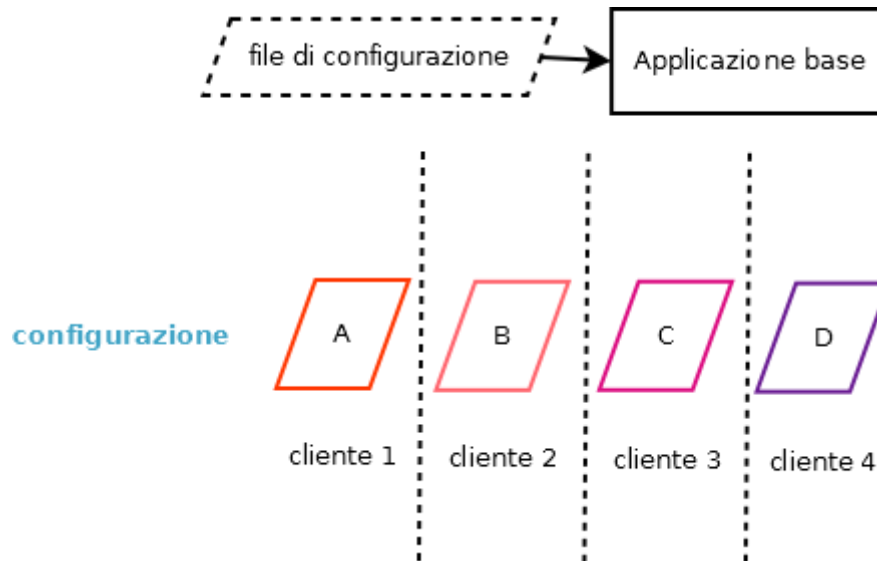 file di configurazione
Applicazione base
configurazione
A
B
C
D
cliente 1
cliente 2
cliente 3
cliente 4